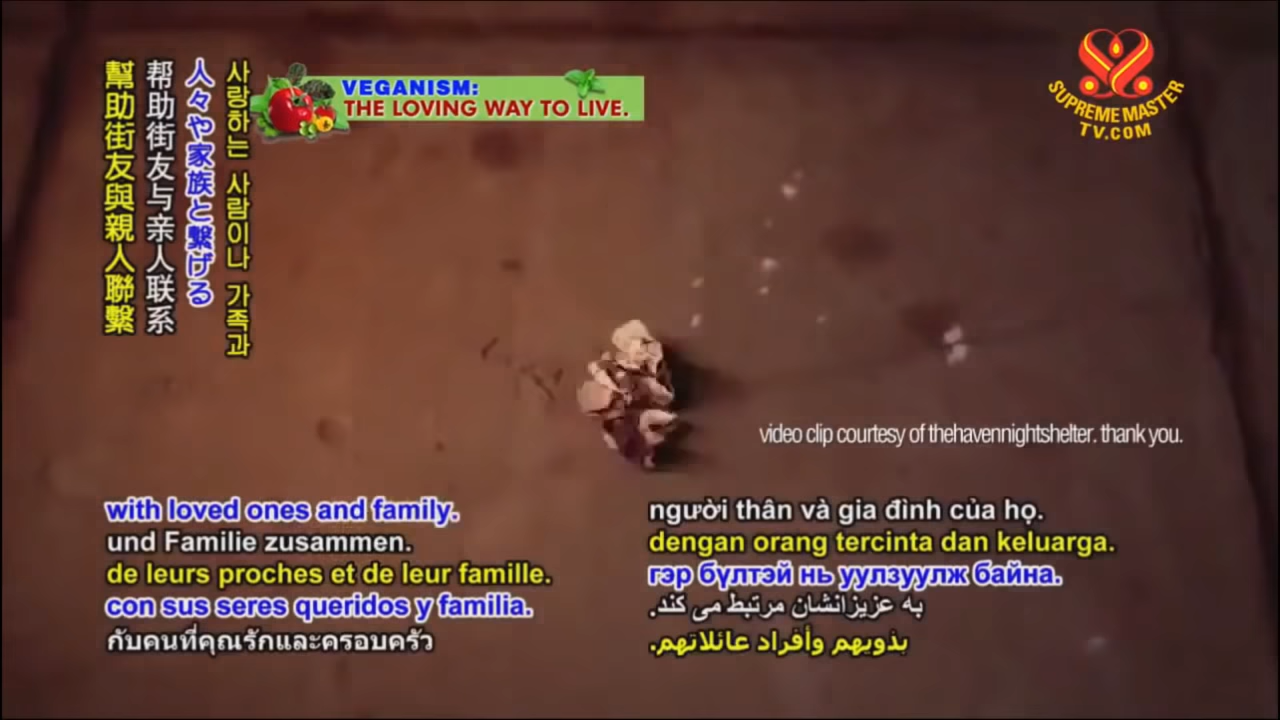 사랑하는 사람이나 가족과
人々や家族と繋げる
帮助街友与亲人联系
幫助街友與親人聯繫
VEGANISM:
THE LOVING WAY TO LIVE.
SUPREME MASTER
TV.COM
video clip courtesy of thehavennightshelter. thank you.
with loved ones and family.
und Familie zusammen.
de leurs proches et de leur famille.
con sus seres queridos y familia.
กับคนที่คุณรักและครอบครัว
người thân và gia đình của họ.
dengan orang tercinta dan keluarga.
гэр бүлтэй нь уулзуулж байна.
به عزیزانشان مرتبط می کند.
بذويهم وأفراد عائلاتهم.